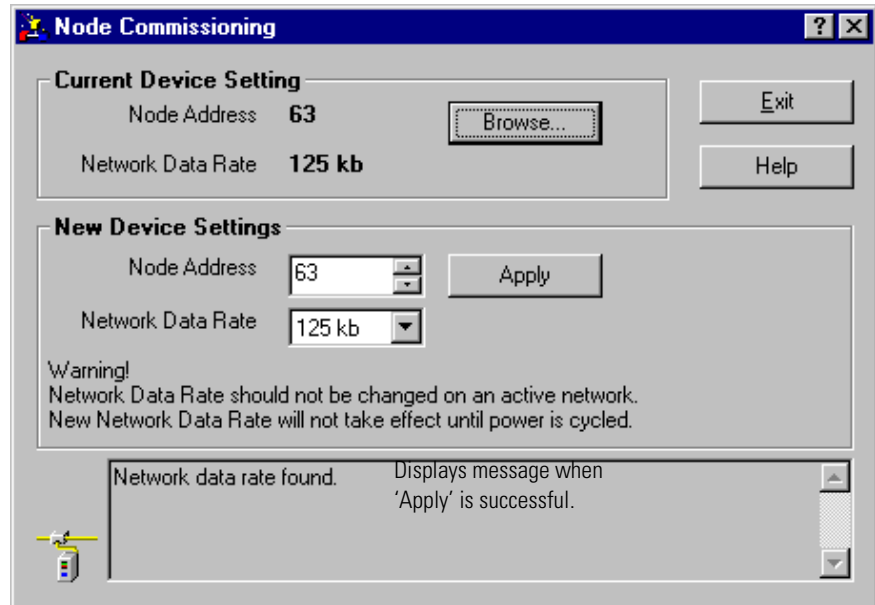 Node Commissioning
Current Device Setting
Node Address 63
Browse...
Exit
Network Data Rate 125 kb
Help
New Device Settings
Node Address 63
Apply
Network Data Rate 125 kb
Warning!
Network Data Rate should not be changed on an active network.
New Network Data Rate will not take effect until power is cycled.
Network data rate found.
Displays message when
‘Apply’ is successful.